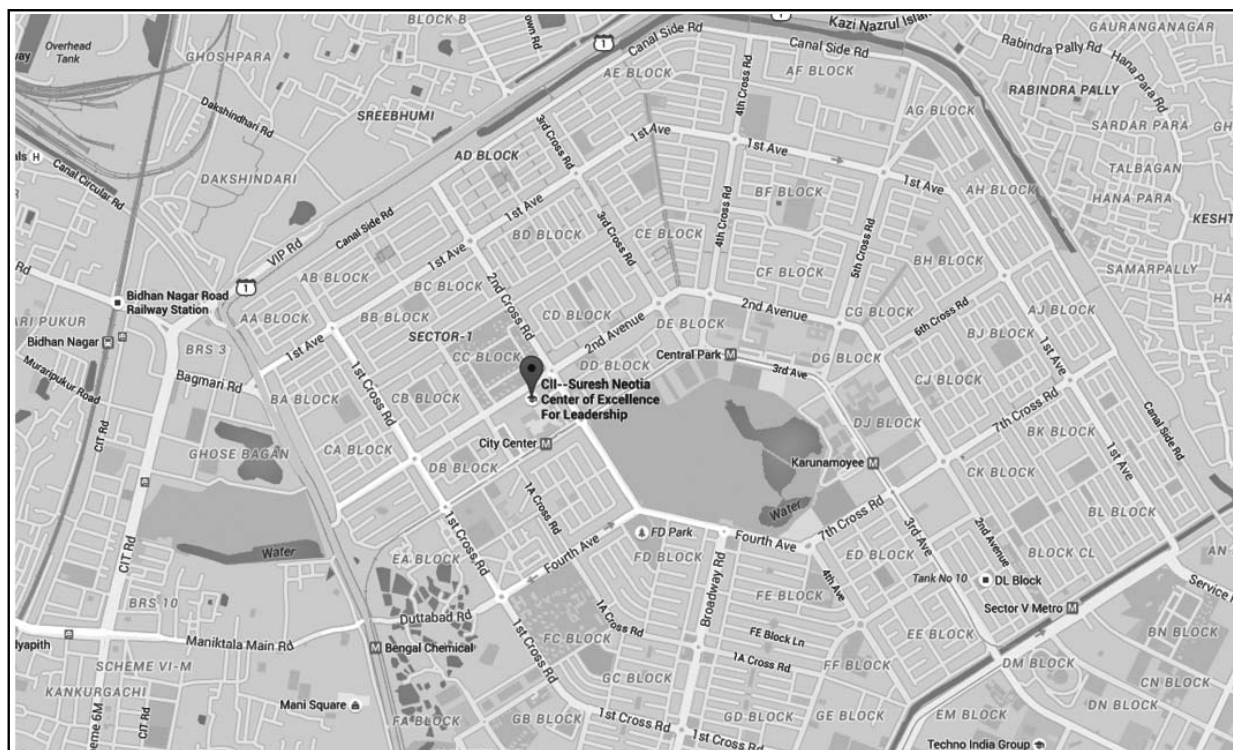 BLOCK B
Kazi Nazrul Isla
GAURANGANAGAR
Overhead
Tank
GHOSHPARA
own Rd
1
Canal Side Rd
Canal Side Rd
Rabindra Pally Rd
Hana Para Rd
AE BLOCK
AF BLOCK
4th Cross Rd
Dakshindhari Rd
SREEBHUMI
RABINDRA PALLY
AG BLOCK
SARDAR PARA
3rd Cross Rd
1st Ave
1st Ave
als H
Canal Circular Rd
AD BLOCK
1st Ave
TALBAGAN
DAKSHINDARI
BF BLOCK
AH BLOCK
HANA PARA
KESHT
1st Ave
3rd Cross Rd
Canal Side Rd
VIP Rd
BD BLOCK
CE BLOCK
4th Cross Rd
5th Cross Rd
1st Ave
2nd Cross Rd
BH BLOCK
SAMARPALLY
AB BLOCK
BC BLOCK
CF BLOCK
Rd
1
Bidhan Nagar Road
Railway Station
AA BLOCK
BB BLOCK
CD BLOCK
2nd Avenue
2nd Avenue
DE BLOCK
CG BLOCK
6th Cross Rd
AJ BLOCK
ARIPUKUR
Bidhan Nagar
BRS 3
1st Ave
SECTOR-1
CC BLOCK
DD BLOCK
Central Park M
3rd Ave
DG BLOCK
BJ BLOCK
1st Ave
Muraripukur Road
Bagmari Rd
1st Cross Rd
CII--Suresh Neotia
Center of Excellence
For Leadership
CJ BLOCK
BA BLOCK
CB BLOCK
CIT Rd
7th Cross Rd
Canal Side Rd
DJ BLOCK
BK BLOCK
GHOSE BAGAN
CA BLOCK
City Center M
DB BLOCK
Karunamoyee M
CK BLOCK
1st Ave
1A Cross Rd
BL BLOCK
Water
7th Cross Rd
1st Cross Rd
3rd Ave
2nd Avenue
CIT Rd
Water
Fourth Ave
FD Park
Fourth Ave
EA BLOCK
FD BLOCK
ED BLOCK
BLOCK CL
AN
4th Ave
Tank No 10
DL Block
Service R
BRS 10
Broadway Rd
FE BLOCK
Sector V Metro M
Duttabad Rd
1A Cross Rd
dyapith
Maniktala Main Rd
M Bengal Chemical
FE Block Ln
EE BLOCK
BN BLOCK
1st Cross Rd
FC BLOCK
1A Cross Rd
FF BLOCK
SCHEME VI-M
DM BLOCK
GC BLOCK
CN BLOCK
KANKURGACHI
Mani Square
DN BLOCK
CIT Rd
heme 6M
FA BLOCK
GB BLOCK
1st Cross Rd
GD BLOCK
GE BLOCK
EM BLOCK
Techno India Group